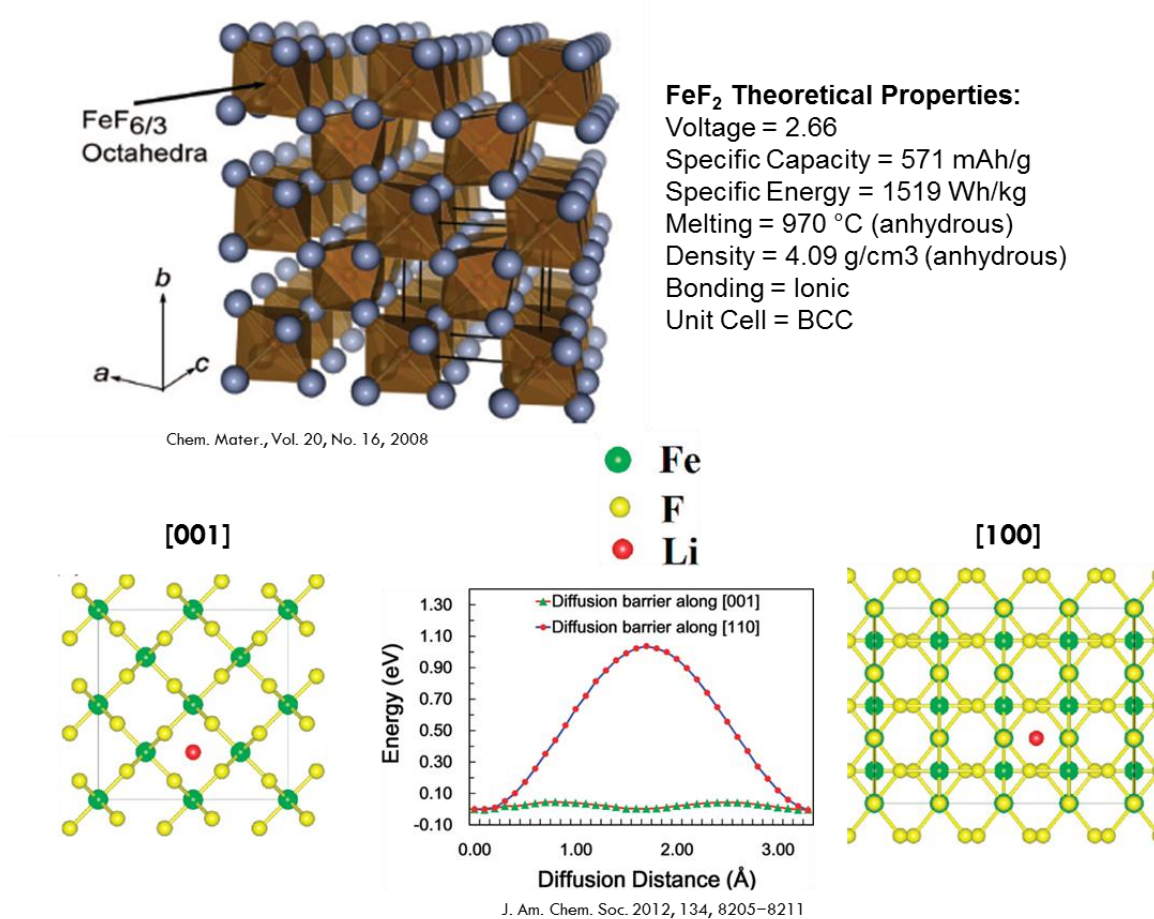 FeF6/3
Octahedra
b
a
c
Chem. Mater., Vol. 20, No. 16, 2008
FeF2 Theoretical Properties:
Voltage = 2.66
Specific Capacity = 571 mAh/g
Specific Energy = 1519 Wh/kg
Melting = 970 °C (anhydrous)
Density = 4.09 g/cm3 (anhydrous)
Bonding = Ionic
Unit Cell = BCC
Fe
F
Li
[001]
[100]
Diffusion barrier along [001]
Diffusion barrier along [110]
Energy (eV)
1.30
1.10
0.90
0.70
0.50
0.30
0.10
-0.10
0.00 1.00 2.00 3.00
Diffusion Distance (Å)
J. Am. Chem. Soc. 2012, 134, 8205−8211